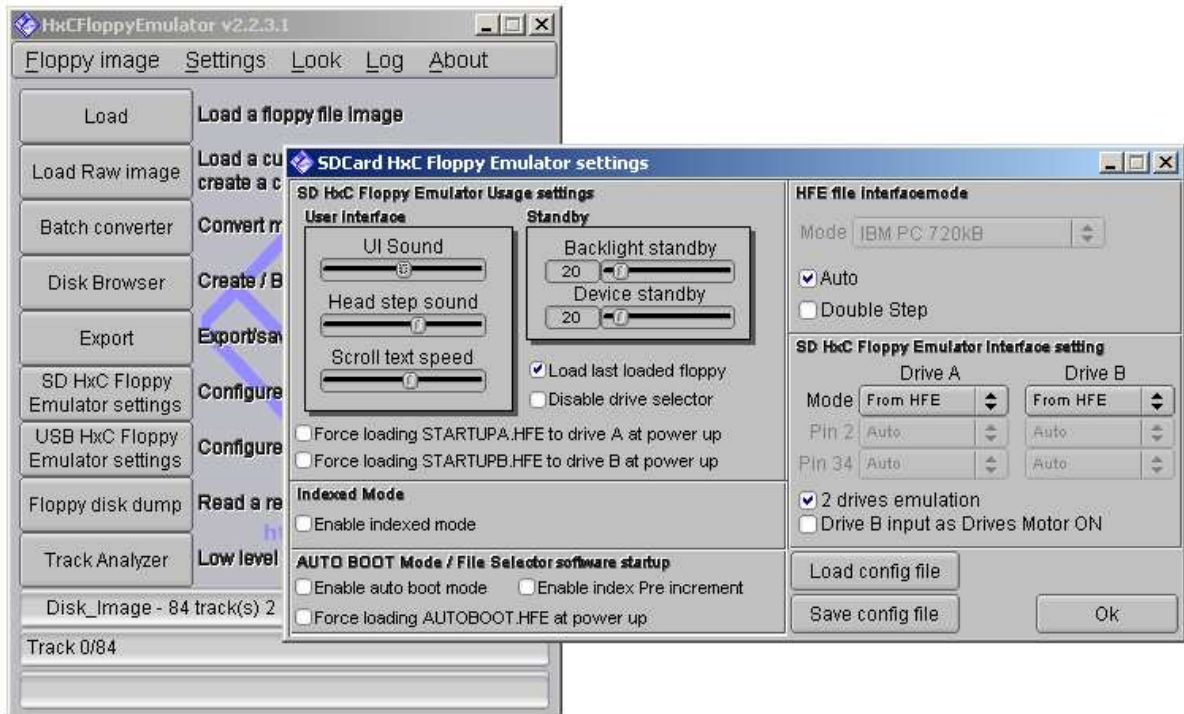 HxCFloppyEmulator v2.2.3.1
Floppy image Settings Look Log About
Load
Load a floppy file image
Load Raw image
Load a cu
create a c
Batch converter
Convert m
Disk Browser
Create / B
Export
Export/sav
SD HxC Floppy
Emulator settings
Configure
USB HxC Floppy
Emulator settings
Configure
Floppy disk dump
Read a re
ht
Track Analyzer
Low level
Disk_Image - 84 track(s) 2
Track 0/84
SDCard HxC Floppy Emulator settings
SD HxC Floppy Emulator Usage settings
User interface
UI Sound
Head step sound
Scroll text speed
Standby
Backlight standby
20
Device standby
20
Load last loaded floppy
Disable drive selector
Force loading STARTUPA.HFE to drive A at power up
Force loading STARTUPB.HFE to drive B at power up
Indexed Mode
Enable indexed mode
AUTO BOOT Mode / File Selector software startup
Enable auto boot mode Enable index Pre increment
Force loading AUTOBOOT.HFE at power up
HFE file interfacemode
Mode IBM PC 720kB
Auto
Double Step
SD HxC Floppy Emulator Interface setting
Drive A Drive B
Mode From HFE From HFE
Pin 2 Auto Auto
Pin 34 Auto Auto
2 drives emulation
Drive B input as Drives Motor ON
Load config file
Save config file Ok